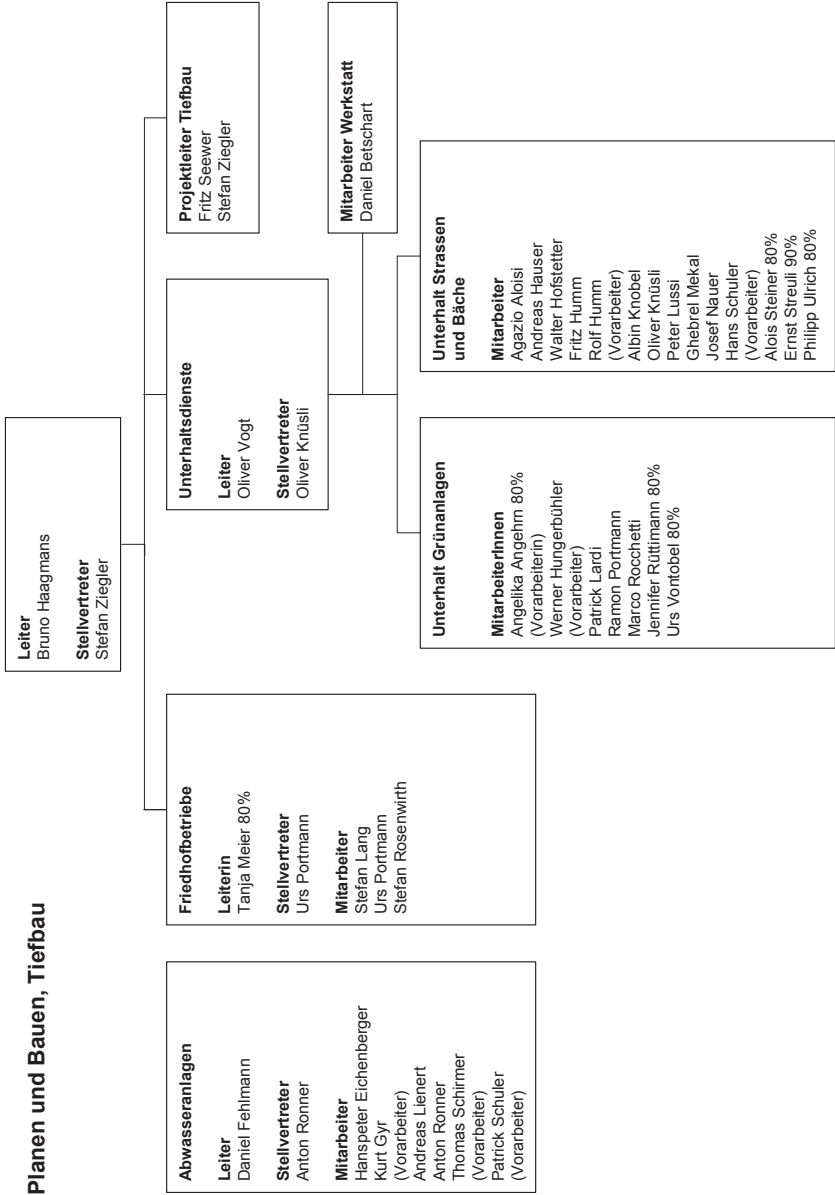 Planen und Bauen, Tiefbau
Leiter
Bruno Haagmans
Stellvertreter
Stefan Ziegler
Abwasseranlagen
Leiter
Daniel Fehlmann
Stellvertreter
Anton Ronner
Mitarbeiter
Hanspeter Eichenberger
Kurt Gyr
(Vorarbeiter)
Andreas Lienert
Anton Ronner
Thomas Schirmer
(Vorarbeiter)
Patrick Schuler
(Vorarbeiter)
Friedhofbetriebe
Leiterin
Tanja Meier 80%
Stellvertreter
Urs Portmann
Mitarbeiter
Stefan Lang
Urs Portmann
Stefan Rosenwirth
Unterhaltsdienste
Leiter
Oliver Vogt
Stellvertreter
Oliver Knüsli
Projektleiter Tiefbau
Fritz Seewer
Stefan Ziegler
Mitarbeiter Werkstatt
Daniel Betschart
Unterhalt Grünanlagen
MitarbeiterInnen
Angelika Angehrn 80%
(Vorarbeiterin)
Werner Hungerbühler
(Vorarbeiter)
Patrick Lardi
Ramon Portmann
Marco Rocchetti
Jennifer Rüttimann 80%
Urs Vontobel 80%
Unterhalt Strassen
und Bäche
Mitarbeiter
Agazio Aloisi
Andreas Hauser
Walter Hofstetter
Fritz Humm
Rolf Humm
(Vorarbeiter)
Albin Knobel
Oliver Knüsli
Peter Lussi
Ghebrel Mekal
Josef Nauer
Hans Schuler
(Vorarbeiter)
Alois Steiner 80%
Ernst Streuli 90%
Philipp Ulrich 80%